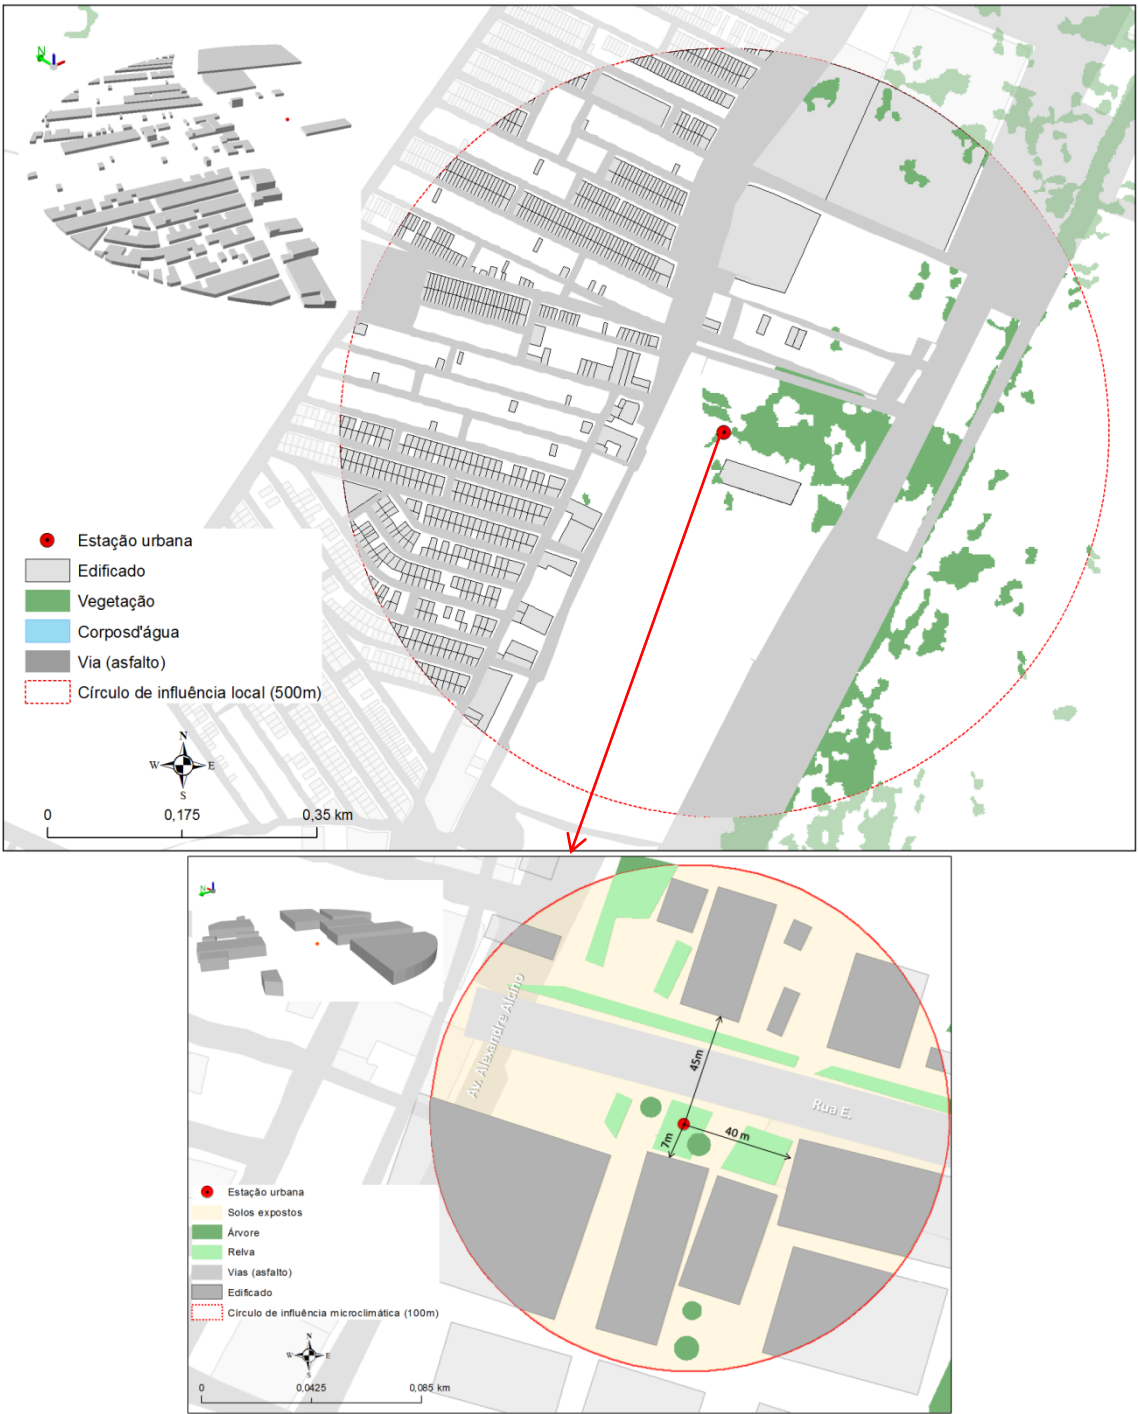 N
Estação urbana
Edificado
Vegetação
Corposd'água
Via (asfalto)
Círculo de influência local (500m)
N
W E
S
0 0,175 0,35 km
N
Av. Alexandre Alcino
45m
Rua E.
7m
40 m
Estação urbana
Solos expostos
Árvore
Relva
Vias (asfalto)
Edificado
Círculo de influência microclimática (100m)
N
W E
S
0 0,0425 0,085 km